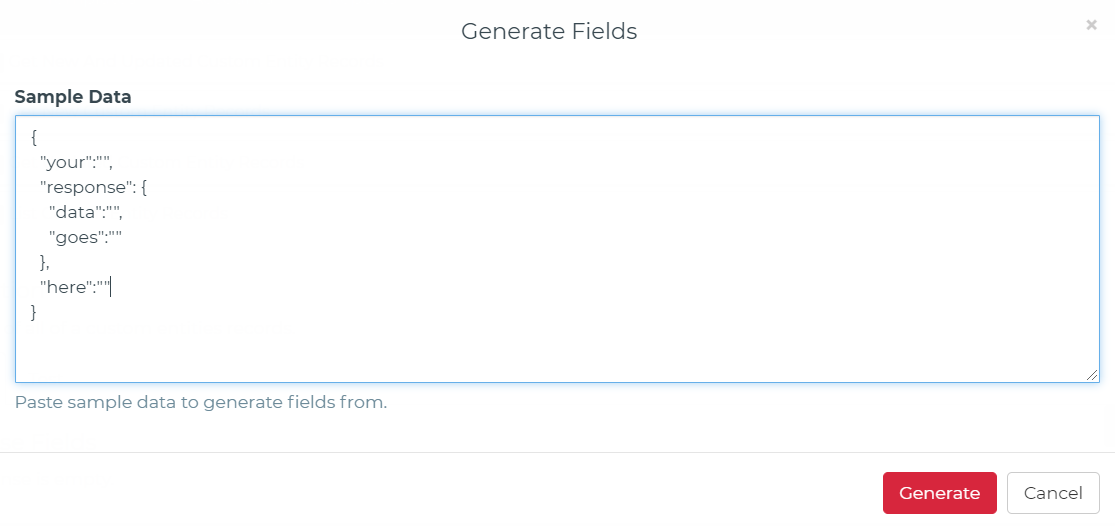 Generate Fields
×
Sample Data
{
"your":"",
"response": {
"data":"",
"goes":""
},
"here":""
}
Paste sample data to generate fields from.
Generate
Cancel